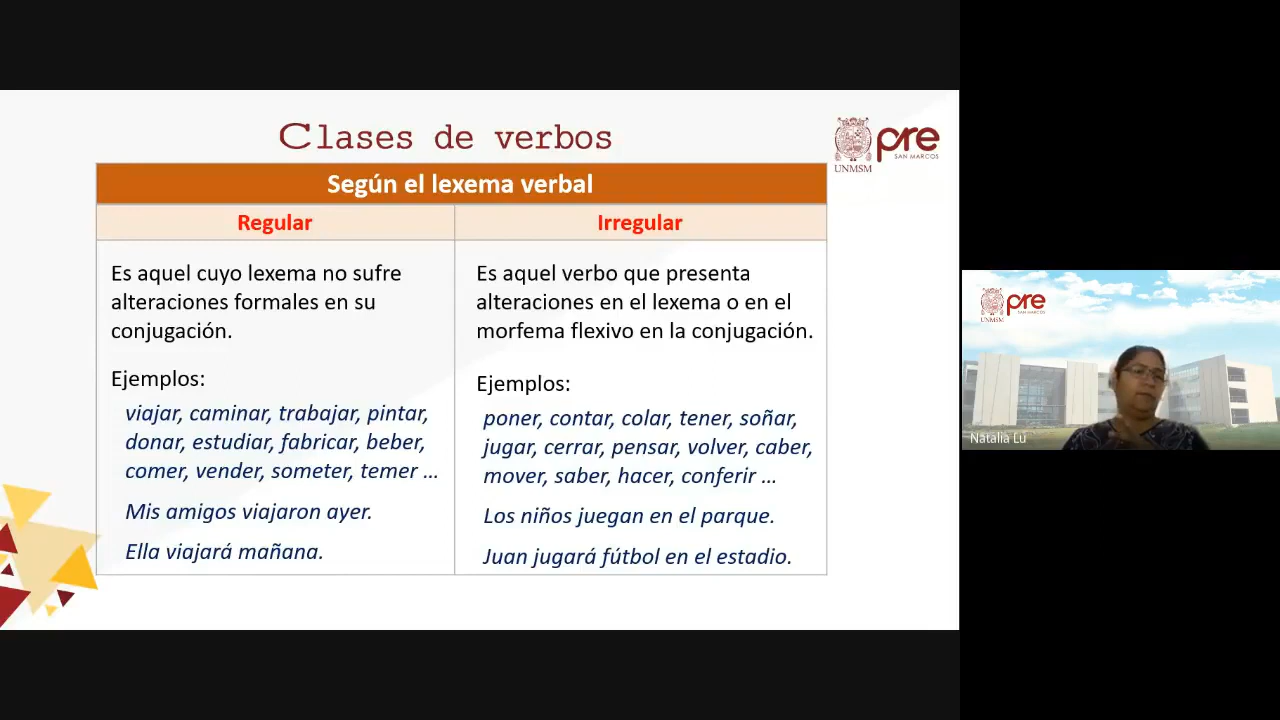 Clases de verbos
pre
SAN MARCOS
UNMSM
Según el lexema verbal
Regular
Irregular
Es aquel cuyo lexema no sufre
alteraciones formales en su
conjugación.
Ejemplos:
viajar, caminar, trabajar, pintar,
donar, estudiar, fabricar, beber,
comer, vender, someter, temer ...
Mis amigos viajaron ayer.
Ella viajará mañana.
Es aquel verbo que presenta
alteraciones en el lexema o en el
morfema flexivo en la conjugación.
Ejemplos:
poner, contar, colar, tener, soñar,
jugar, cerrar, pensar, volver, caber,
mover, saber, hacer, conferir ...
Los niños juegan en el parque.
Juan jugará fútbol en el estadio.
pre
SAN MARCOS
UNMSM
Natalia Lu